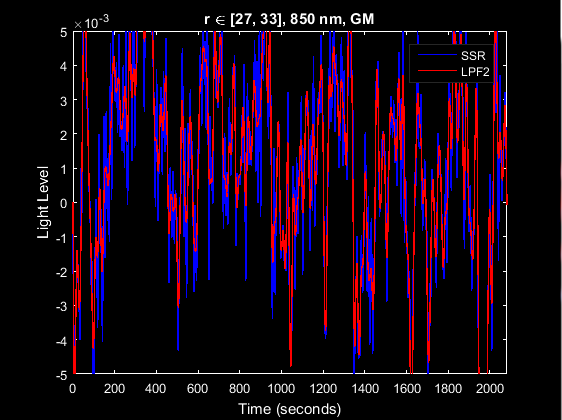 r ∈ [27, 33], 850 nm, GM
×10⁻³
5
4
3
2
1
0
-1
-2
-3
-4
-5
Light Level
SSR
LPF2
0 200 400 600 800 1000 1200 1400 1600 1800 2000
Time (seconds)